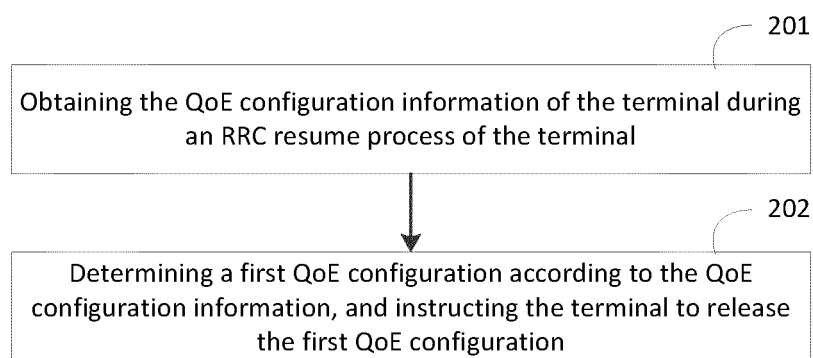 201
Obtaining the QoE configuration information of the terminal during
an RRC resume process of the terminal
202
Determining a first QoE configuration according to the QoE
configuration information, and instructing the terminal to release
the first QoE configuration